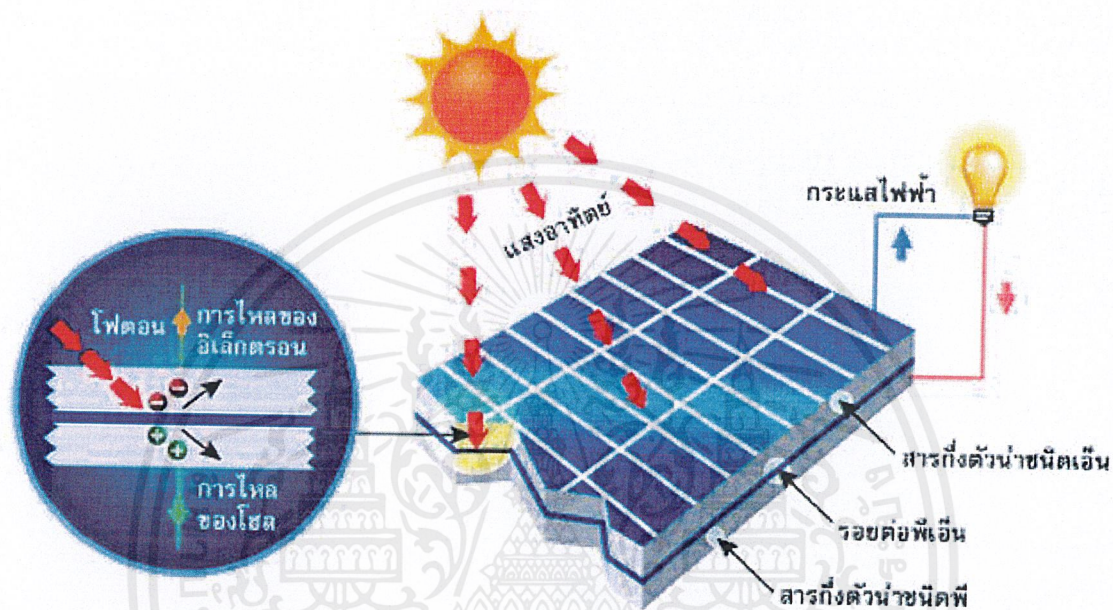 กระแสไฟฟ้า
แสงอาทิตย์
โฟตอน
การไหลของ
อิเล็กตรอน
การไหล
ของโฮล
สารกึ่งตัวนำชนิดเอ็น
รอยต่อพีเอ็น
สารกึ่งตัวนำชนิดพี